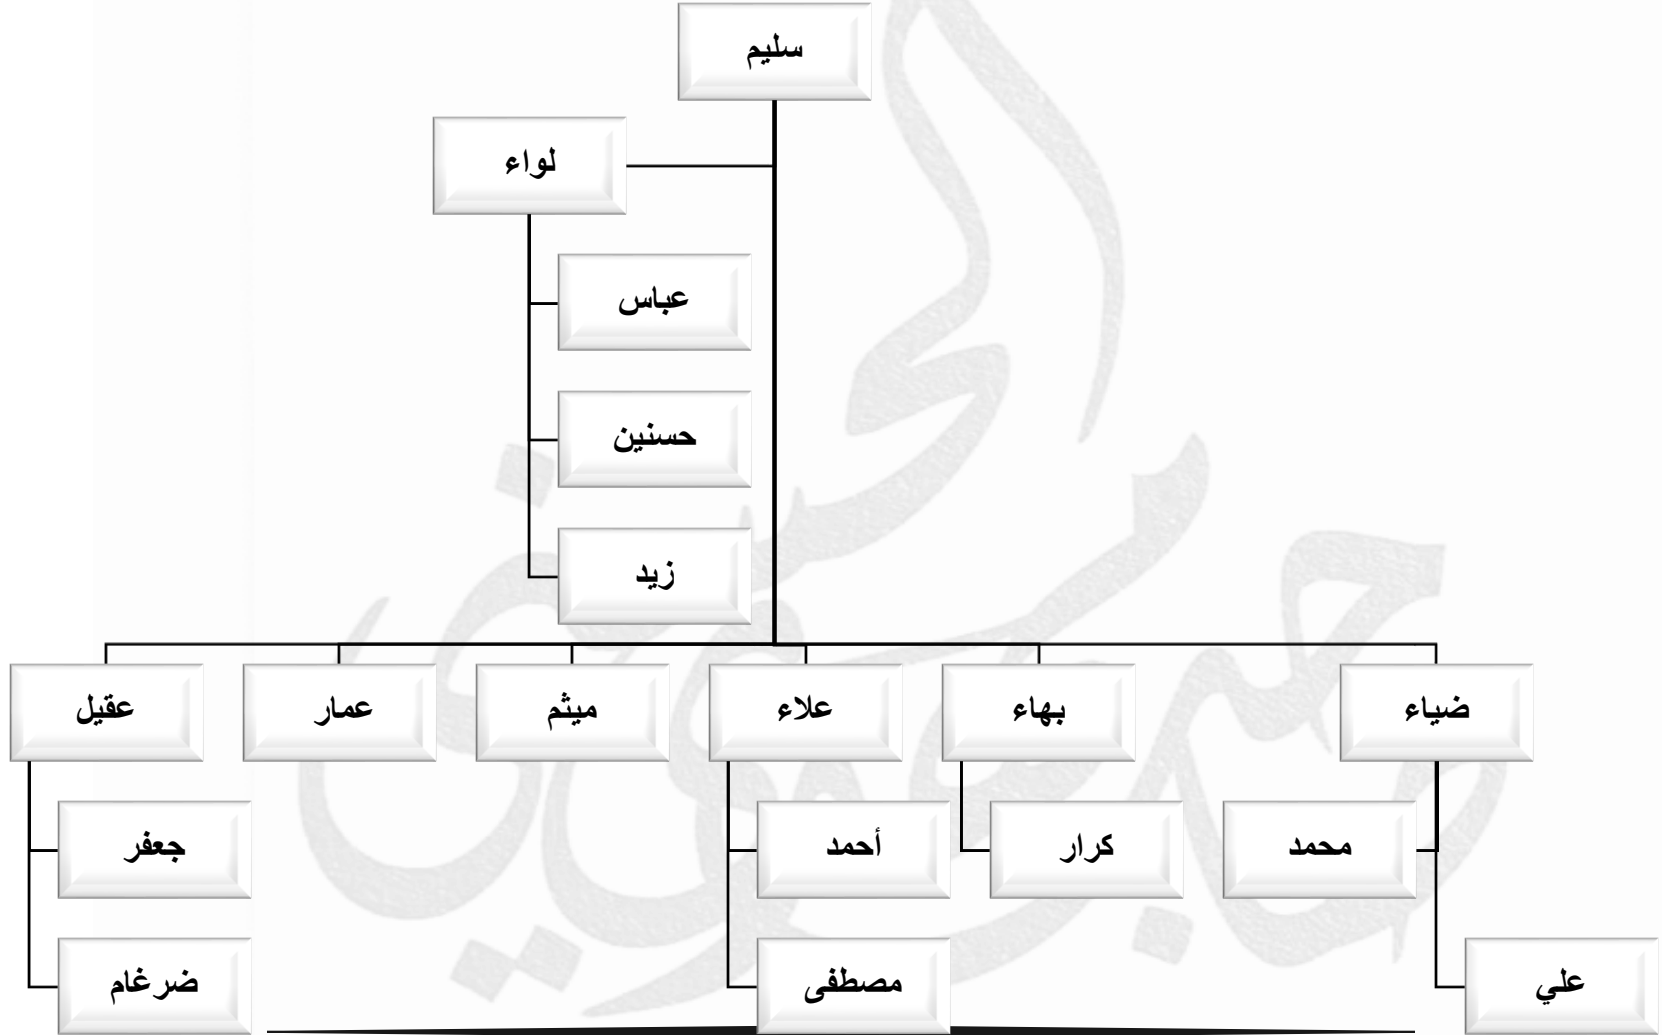 سليم
لواء
عباس
حسنين
زيد
ضياء
بهاء
علاء
ميثم
عمار
عقيل
محمد
كرار
أحمد
جعفر
علي
مصطفى
ضرغام